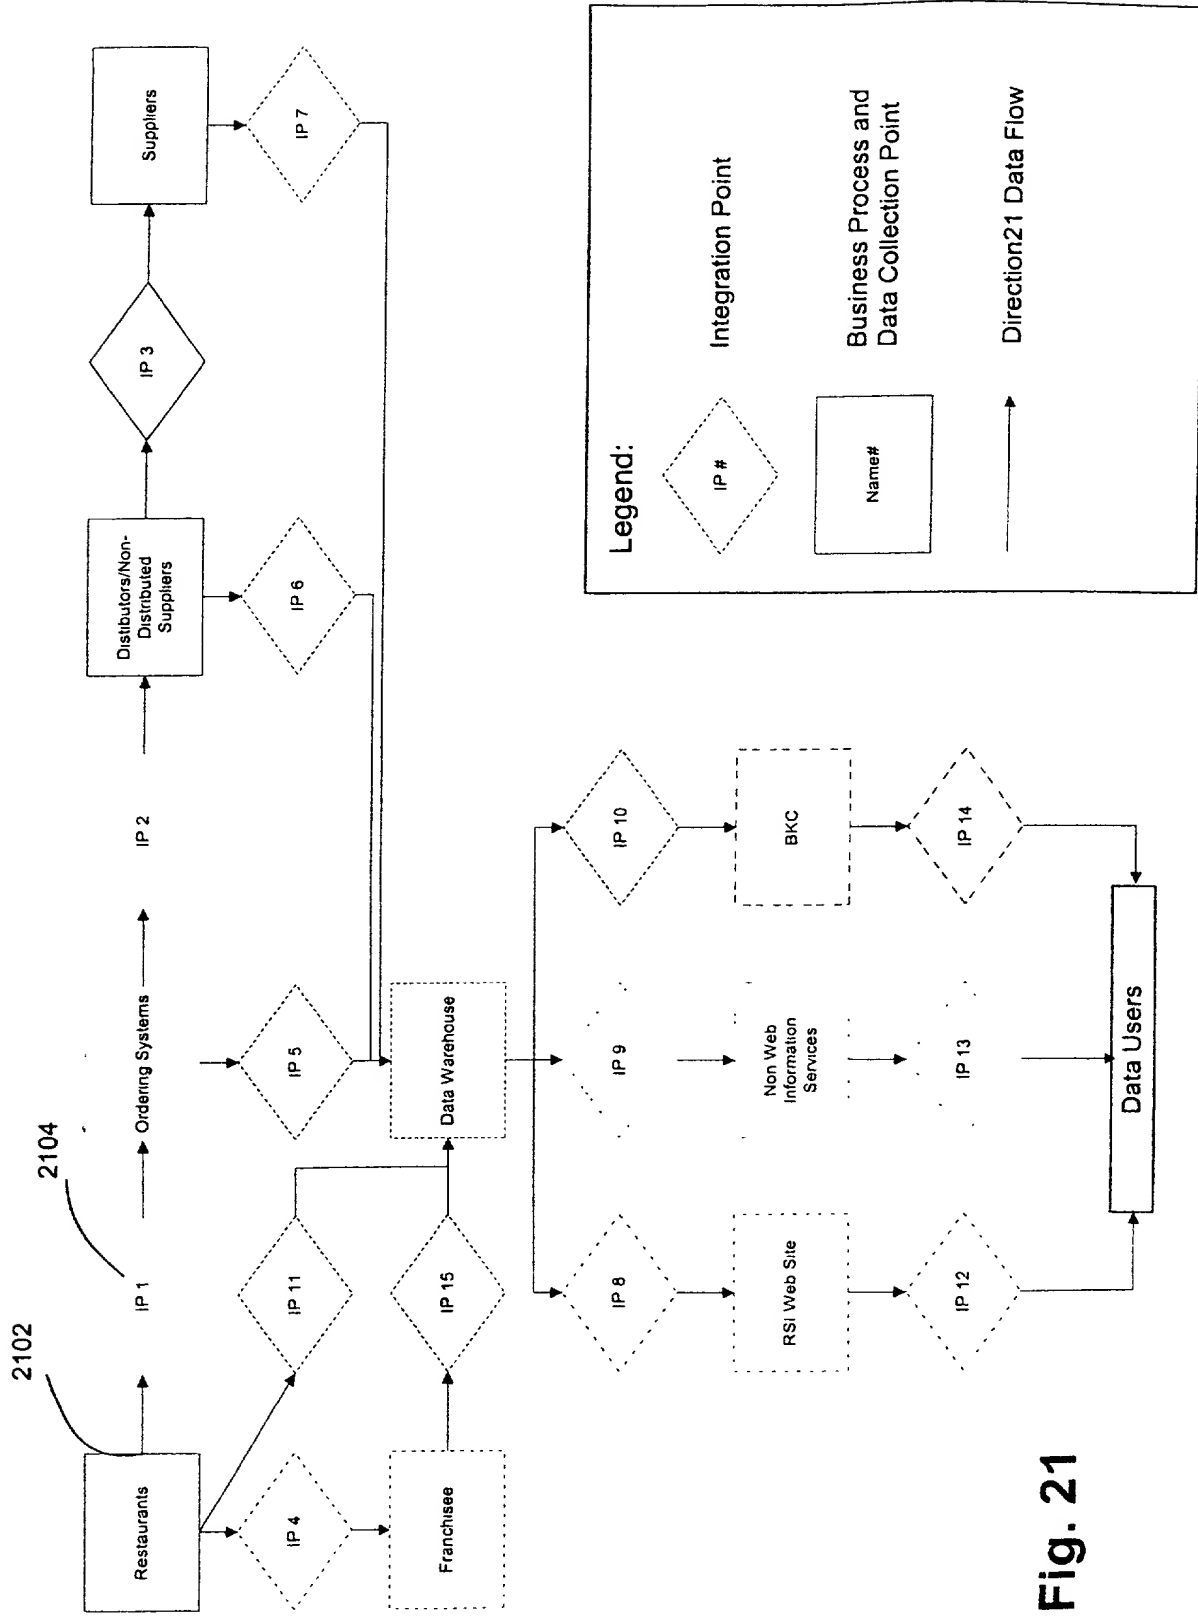 2102
2104
Restaurants
IP 1
Ordering Systems
IP 2
Distibutors/Non-
Distributed
Suppliers
IP 3
Suppliers
IP 4
IP 11
IP 5
IP 6
IP 7
Franchisee
IP 15
Data Warehouse
IP 8
IP 9
IP 10
RSI Web Site
Non Web
Information
Services
BKC
IP 12
IP 13
IP 14
Data Users
Legend:
IP #
Integration Point
Name#
Business Process and
Data Collection Point
Direction21 Data Flow
Fig. 21